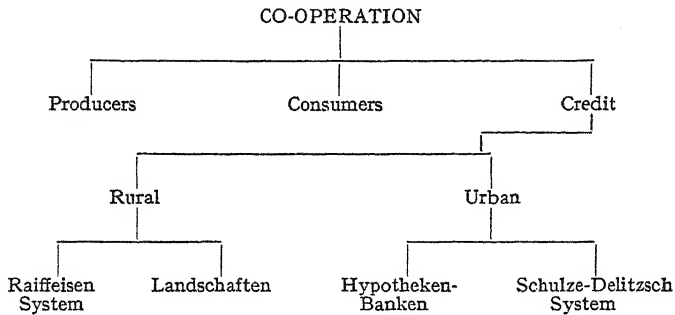 CO-OPERATION
Producers Consumers Credit
Rural Urban
Raiffeisen Landschaften Hypotheken- Schulze-Delitzsch
System Banken System